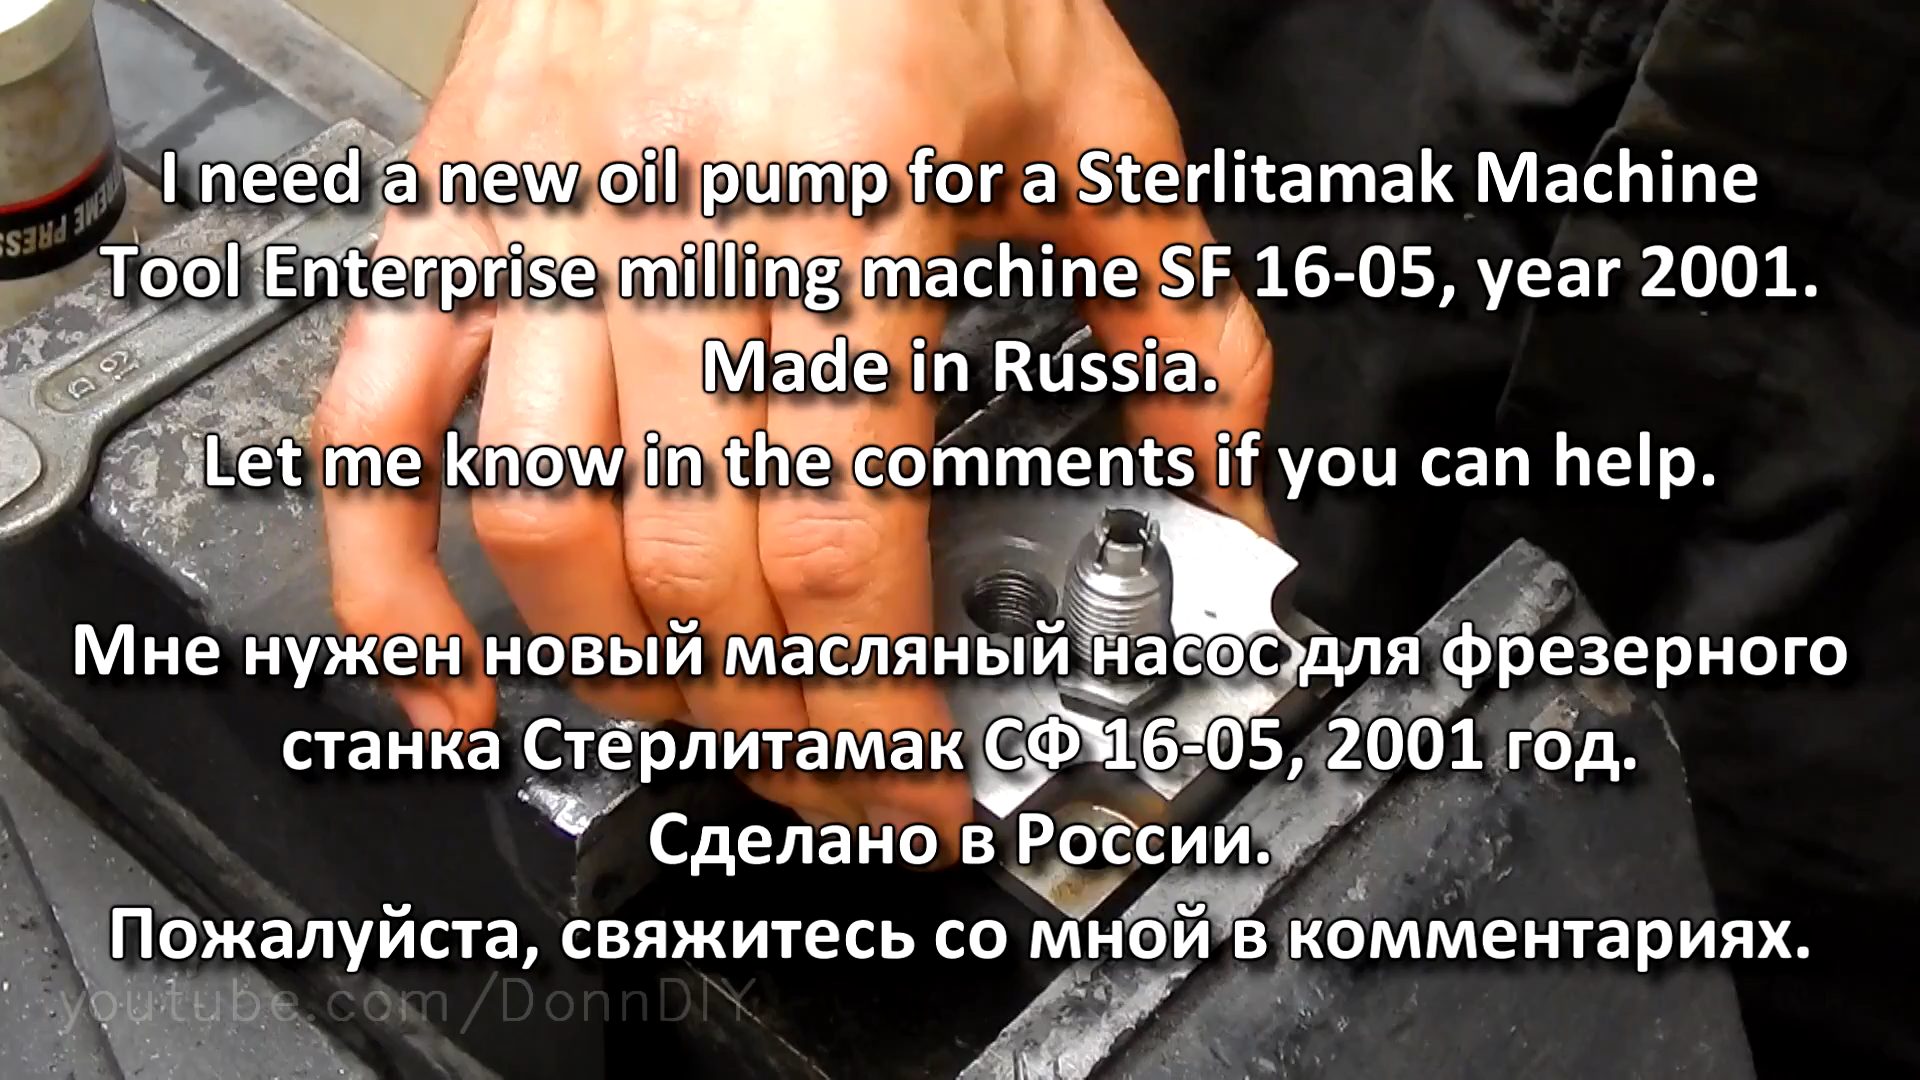 I need a new oil pump for a Sterlitamak Machine
Tool Enterprise milling machine SF 16-05, year 2001.
Made in Russia.
Let me know in the comments if you can help.
Мне нужен новый масляный насос для фрезерного
станка Стерлитамак СФ 16-05, 2001 год.
Сделано в России.
Пожалуйста, свяжитесь со мной в комментариях.
youtube.com/DonnDIY